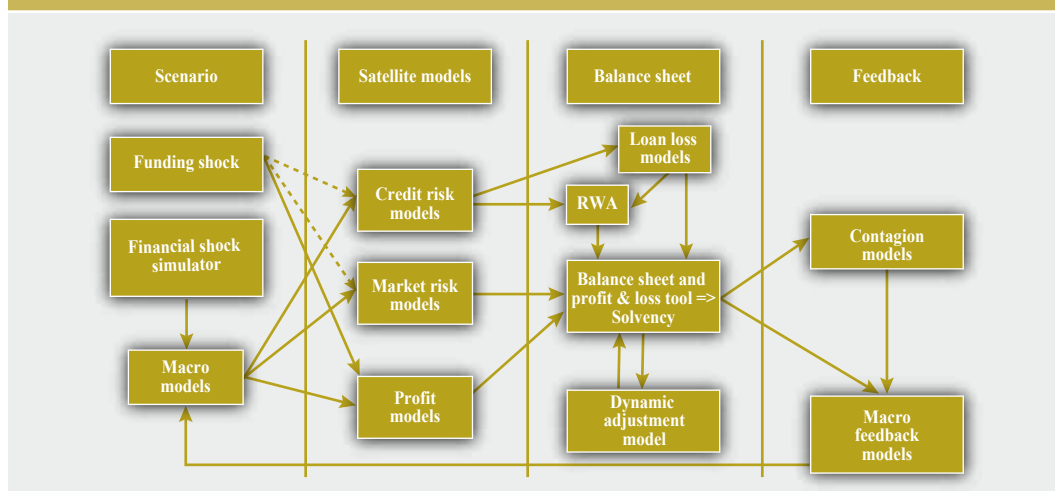 Scenario
Satellite models
Balance sheet
Feedback
Funding shock
Financial shock
simulator
Macro
models
Credit risk
models
Market risk
models
Profit
models
Loan loss
models
RWA
Balance sheet and
profit & loss tool =>
Solvency
Dynamic
adjustment
model
Contagion
models
Macro
feedback
models